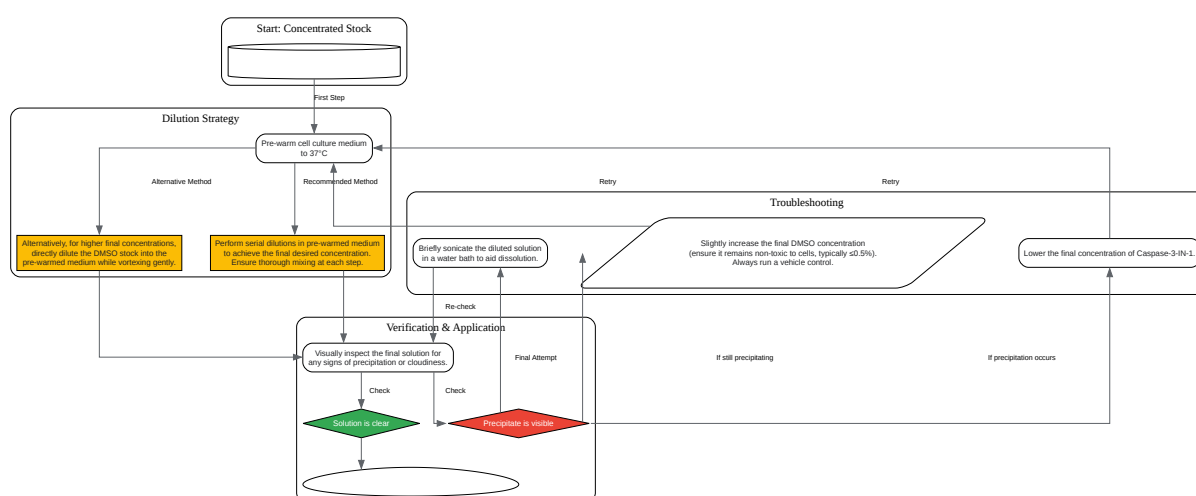 Start: Concentrated Stock
First Step
Dilution Strategy
Pre-warm cell culture medium
to 37°C
Alternative Method
Recommended Method
Retry
Retry
Troubleshooting
Alternatively, for higher final concentrations,
directly dilute the DMSO stock into the
pre-warmed medium while vortexing gently.
Perform serial dilutions in pre-warmed medium
to achieve the final desired concentration.
Ensure thorough mixing at each step.
Briefly sonicate the diluted solution
in a water bath to aid dissolution.
Slightly increase the final DMSO concentration
(ensure it remains non-toxic to cells, typically ≤0.5%).
Always run a vehicle control.
Lower the final concentration of Caspase-3-IN-1.
Re-check
Verification & Application
Visually inspect the final solution for
any signs of precipitation or cloudiness.
Final Attempt
If still precipitating
If precipitation occurs
Check
Check
Solution is clear
Precipitate is visible